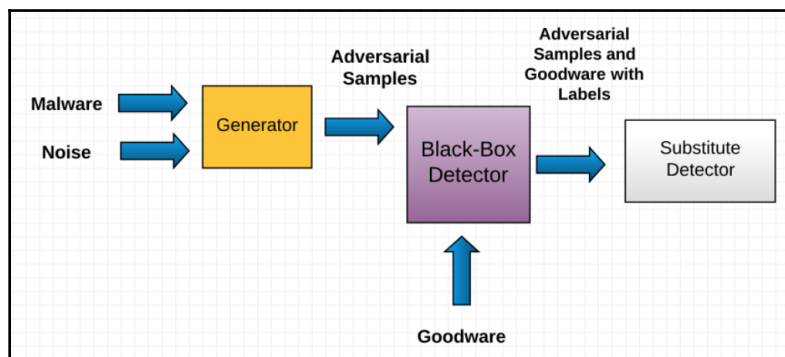 Malware
Noise
Generator
Adversarial
Samples
Black-Box
Detector
Goodware
Adversarial
Samples and
Goodware with
Labels
Substitute
Detector